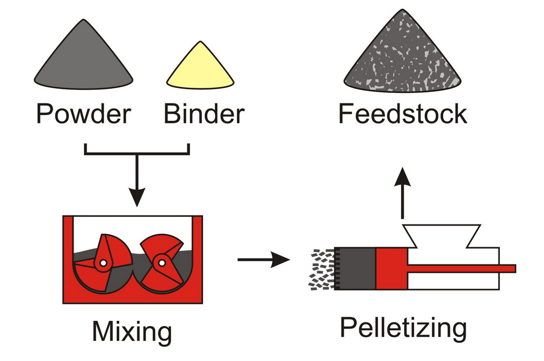 Powder
Binder
Feedstock
Mixing
Pelletizing